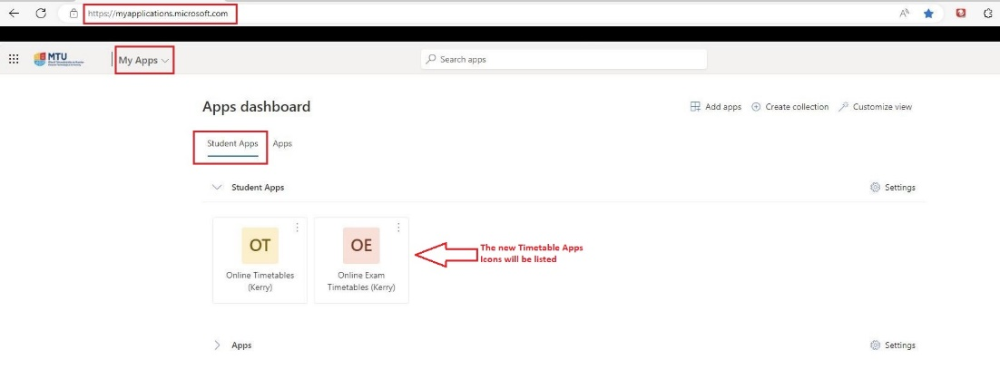 https://myapplications.microsoft.com
MTU
My Apps
Search apps
Apps dashboard
Add apps
Create collection
Customize view
Student Apps
Apps
Student Apps
Settings
OT
OE
The new Timetable Apps
Icons will be listed
Online Timetables
(Kerry)
Online Exam
Timetables (Kerry)
Apps
Settings